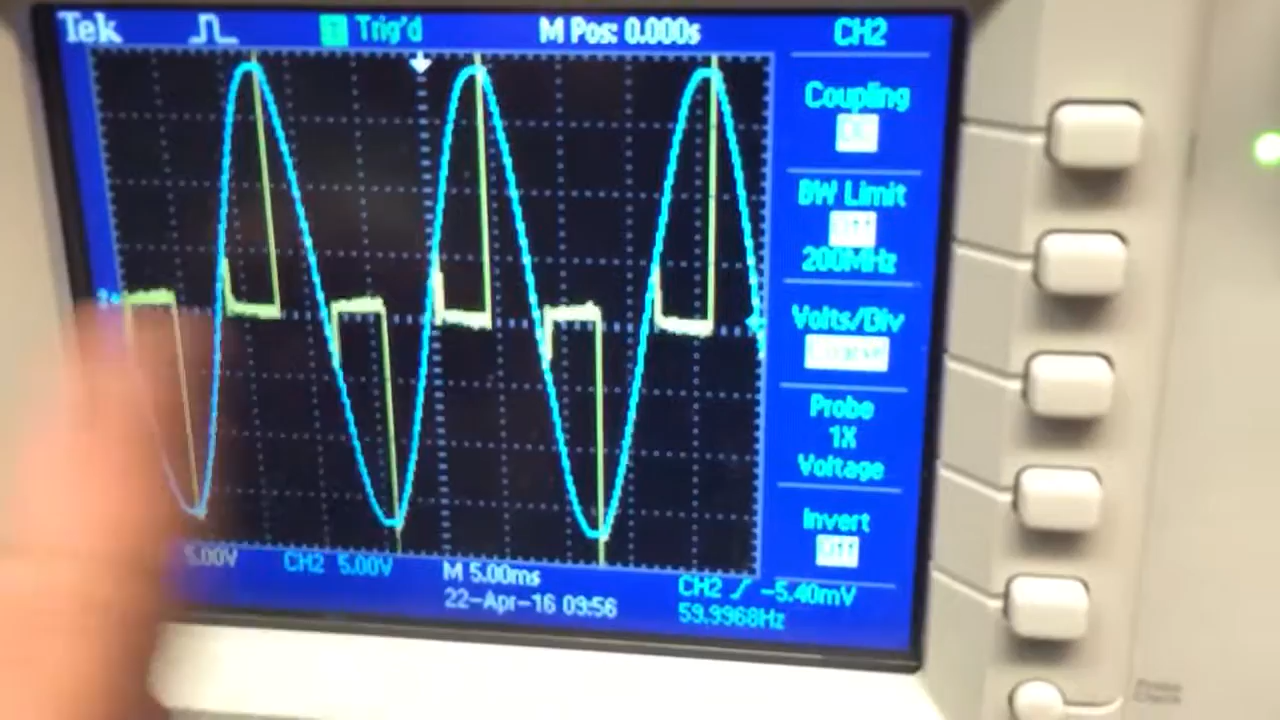 Tek Trig'd M Pos: 0.000s CH2
Coupling
BW Limit
200MHz
Volts/Div
Coarse
Probe
1X
Voltage
Invert
5.00V CH2 5.00V M 5.00ms CH2 -5.40mV
22-Apr-16 09:56 59.9968Hz